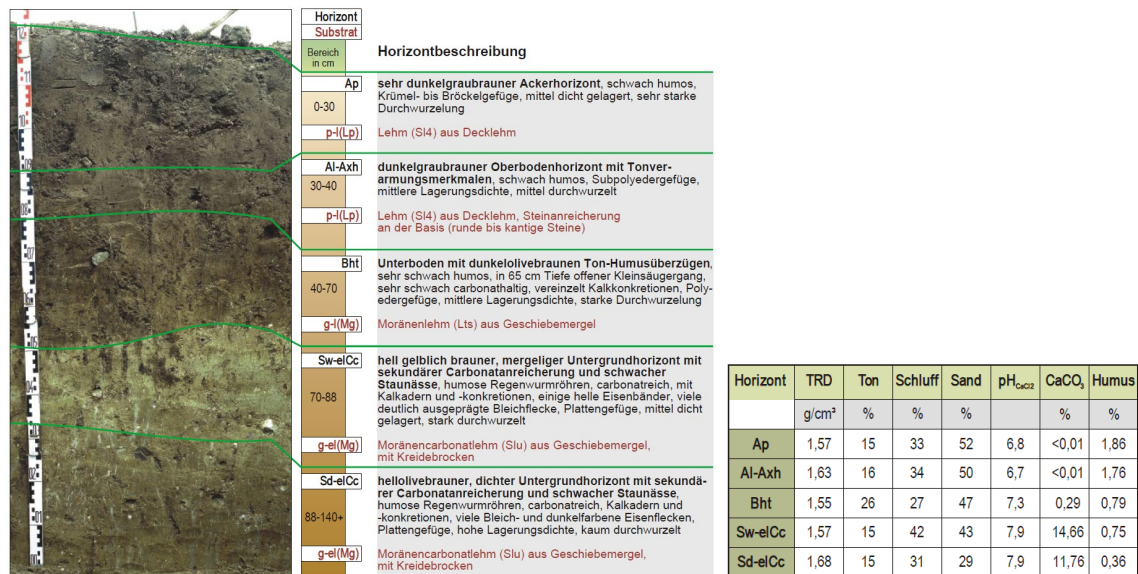 Horizont
Substrat
Bereich
in cm
Horizontbeschreibung
Ap
0-30
p-l(Lp)
sehr dunkelgraubrauner Ackerhorizont, schwach humos,
Krümel- bis Bröckelgefüge, mittel dicht gelagert, sehr starke
Durchwurzelung
Lehm (Sl4) aus Decklehm
Al-Axh
30-40
p-l(Lp)
dunkelgraubrauner Oberbodenhorizont mit Tonver-
armungsmerkmalen, schwach humos, Subpolyedergefüge,
mittlere Lagerungsdichte, mittel durchwurzelt
Lehm (Sl4) aus Decklehm, Steinanreicherung
an der Basis (runde bis kantige Steine)
Bht
40-70
g-l(Mg)
Unterboden mit dunkelolivebraunen Ton-Humusüberzügen,
sehr schwach humos, in 65 cm Tiefe offener Kleinsäugergang,
sehr schwach carbonathaltig, vereinzelt Kalkkonkretionen, Poly-
edergefüge, mittlere Lagerungsdichte, starke Durchwurzelung
Moränenlehm (Lts) aus Geschiebemergel
Sw-elCc
70-88
g-el(Mg)
hell gelblich brauner, mergeliger Untergrundhorizont mit
sekundärer Carbonatanreicherung und schwacher
Staunässe, humose Regenwurmröhren, carbonatreich, mit
Kalkadern und -konkretionen, einige helle Eisenbänder, viele
deutlich ausgeprägte Bleichflecke, Plattengefüge, mittel dicht
gelagert, stark durchwurzelt
Moränencarbonatlehm (Slu) aus Geschiebemergel,
mit Kreidebrocken
Sd-elCc
88-140+
g-el(Mg)
hellolivebrauner, dichter Untergrundhorizont mit sekundä-
rer Carbonatanreicherung und schwacher Staunässe,
humose Regenwurmröhren, carbonatreich, Kalkadern und
-konkretionen, viele Bleich- und dunkelfarbene Eisenflecken,
Plattengefüge, hohe Lagerungsdichte, kaum durchwurzelt
Moränencarbonatlehm (Slu) aus Geschiebemergel,
mit Kreidebrocken
Horizont TRD Ton Schluff Sand pH CaCl2 CaCO3 Humus
g/cm³ % % % % %
Ap 1,57 15 33 52 6,8 <0,01 1,86
Al-Axh 1,63 16 34 50 6,7 <0,01 1,76
Bht 1,55 26 27 47 7,3 0,29 0,79
Sw-elCc 1,57 15 42 43 7,9 14,66 0,75
Sd-elCc 1,68 15 31 29 7,9 11,76 0,36